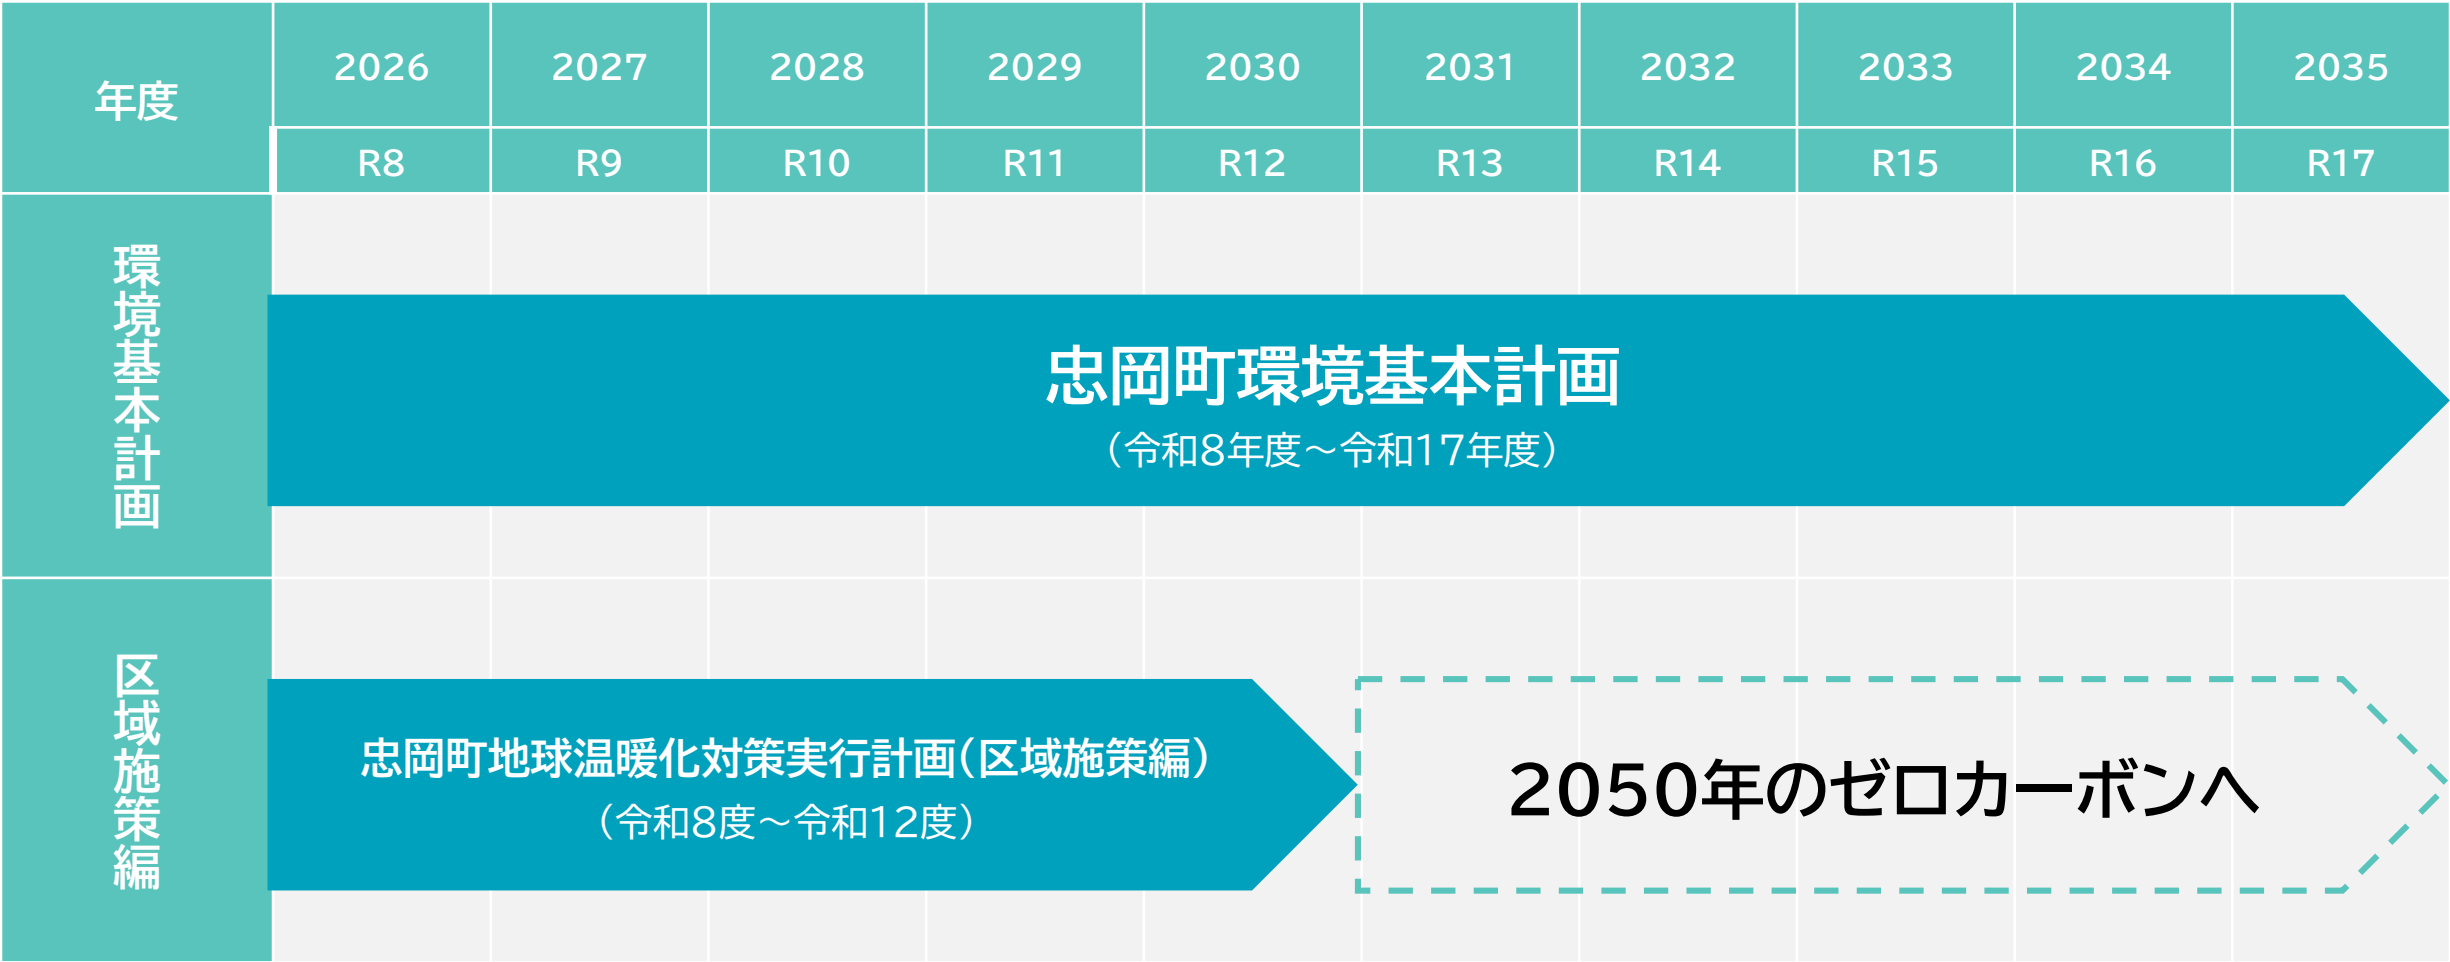 年度
2026 2027 2028 2029 2030 2031 2032 2033 2034 2035
R8 R9 R10 R11 R12 R13 R14 R15 R16 R17
環境基本計画
忠岡町環境基本計画
（令和8年度～令和17年度）
区域施策編
忠岡町地球温暖化対策実行計画（区域施策編）
（令和8度～令和12度）
2050年のゼロカーボンへ